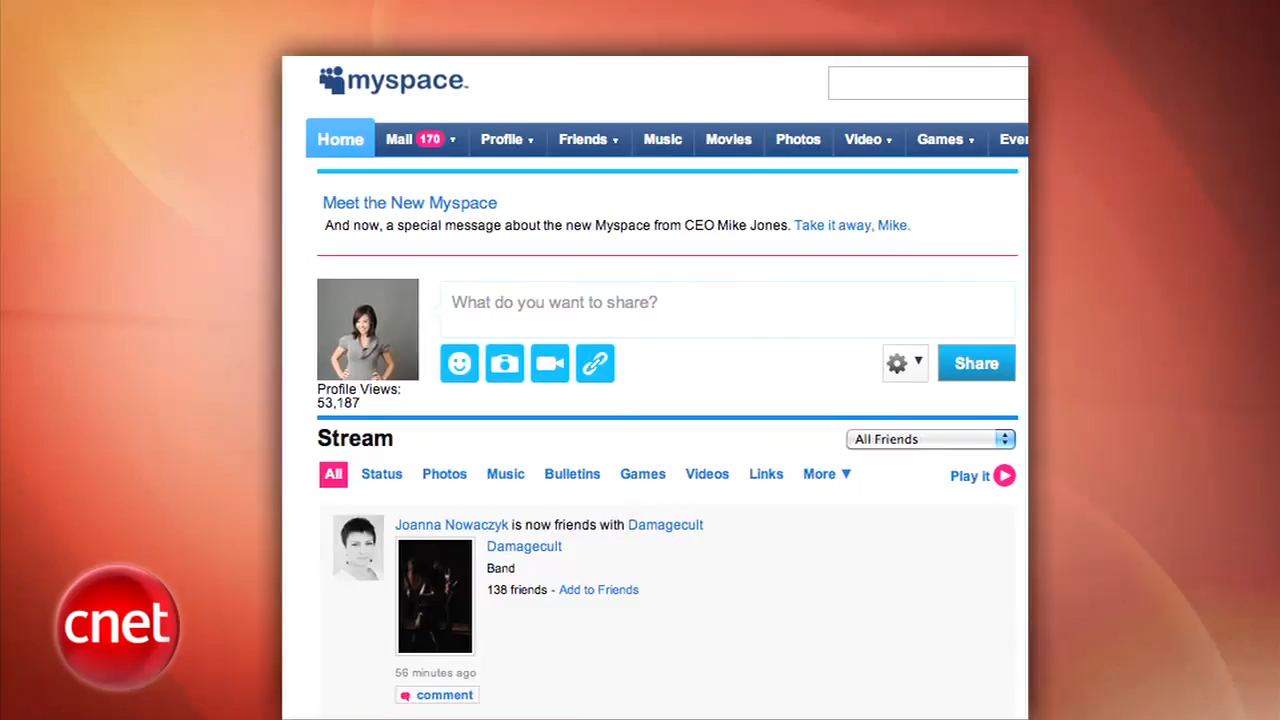 myspace
Home Mail 170 Profile Friends Music Movies Photos Video Games Ever
Meet the New Myspace
And now, a special message about the new Myspace from CEO Mike Jones. Take it away, Mike.
What do you want to share?
Share
Profile Views:
53,187
Stream
All Friends
All Status Photos Music Bulletins Games Videos Links More Play it
Joanna Nowaczyk is now friends with Damagecult
Damagecult
Band
138 friends - Add to Friends
56 minutes ago
comment
cnet